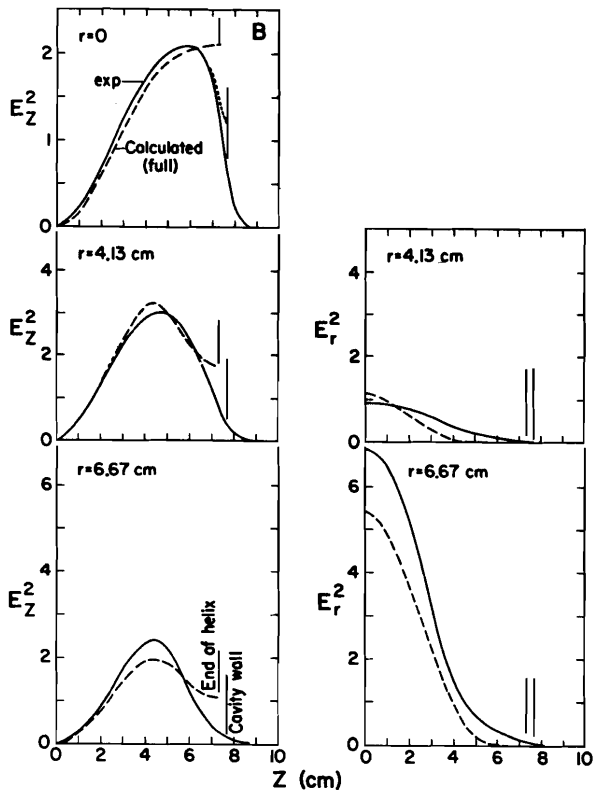 B
r=0
2
1
0
E_Z^2
exp
Calculated
(full)
r=4.13 cm
4
2
0
E_Z^2
r=6.67 cm
6
4
2
0
E_Z^2
End of helix
Cavity wall
0 2 4 6 8 10
r=4.13 cm
4
2
0
E_r^2
r=6.67 cm
6
4
2
0
E_r^2
0 2 4 6 8 10
Z (cm)